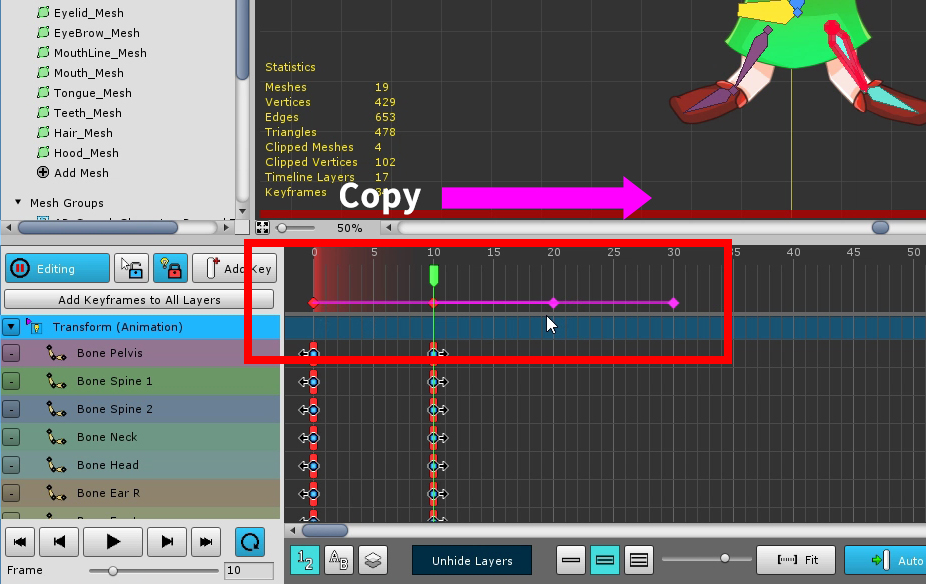 Eyelid_Mesh
EyeBrow_Mesh
MouthLine_Mesh
Mouth_Mesh
Tongue_Mesh
Teeth_Mesh
Hair_Mesh
Hood_Mesh
Add Mesh
Mesh Groups
Statistics
Meshes 19
Vertices 429
Edges 653
Triangles 478
Clipped Meshes 4
Clipped Vertices 102
Timeline Layers 17
Keyframes
Copy
50%
Editing
Add Key
Add Keyframes to All Layers
0 5 10 15 20 25 30 35 40 45 50
Transform (Animation)
Bone Pelvis
Bone Spine 1
Bone Spine 2
Bone Neck
Bone Head
Bone Ear R
Frame 10
1 2
A B
Unhide Layers
Fit
Auto